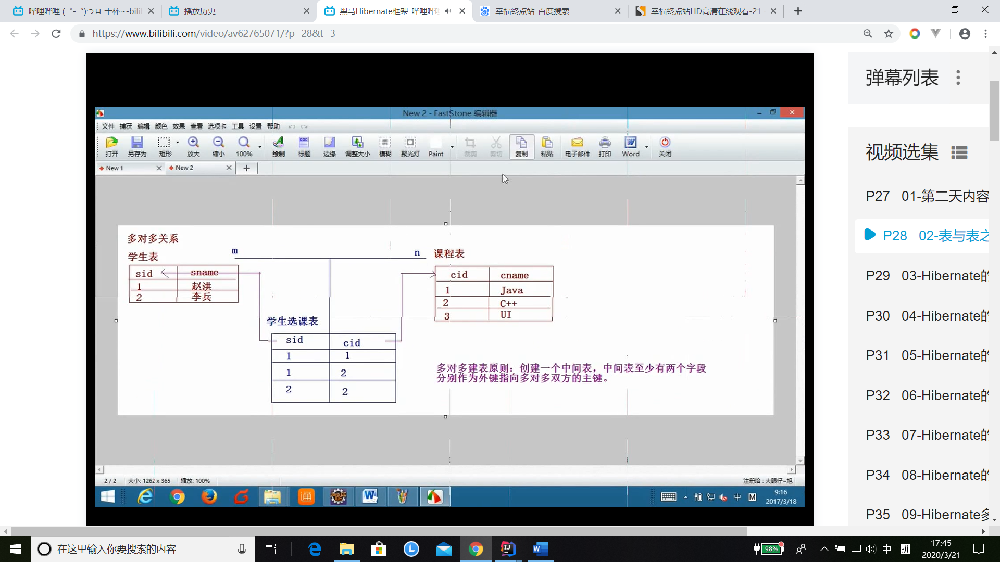 哔哩哔哩 (゜-゜)つロ 干杯~-bili
播放历史
黑马Hibernate框架_哔哩哔哩
幸福终点站_百度搜索
幸福终点站HD高清在线观看-21
https://www.bilibili.com/video/av62765071/?p=28&t=3
弹幕列表
New 2 - FastStone 编辑器
文件 捕获 编辑 颜色 效果 查看 选项卡 工具 设置 帮助
打开 另存为 矩形 放大 缩小 100% 绘制 标题 边缘 调整大小 模糊 聚光灯 Paint 裁剪 剪切 复制 粘贴 电子邮件 打印 Word 关闭
New 1 New 2
多对多关系
学生表
m
n
课程表
sid sname
1 赵洪
2 李兵
cid cname
1 Java
2 C++
3 UI
学生选课表
sid cid
1 1
1 2
2 2
多对多建表原则：创建一个中间表，中间表至少有两个字段
分别作为外键指向多对多双方的主键。
2 / 2 大小: 1262 x 365 缩放: 100%
注册给 : 大眼仔~旭
Java EE
IDE
中 M
9:16
2017/3/18
视频选集
P27 01-第二天内容
P28 02-表与表之
P29 03-Hibernate的
P30 04-Hibernate的
P31 05-Hibernate的
P32 06-Hibernate的
P33 07-Hibernate的
P34 08-Hibernate的
P35 09-Hibernate多
在这里输入你要搜索的内容
98%
中 拼
17:45
2020/3/21